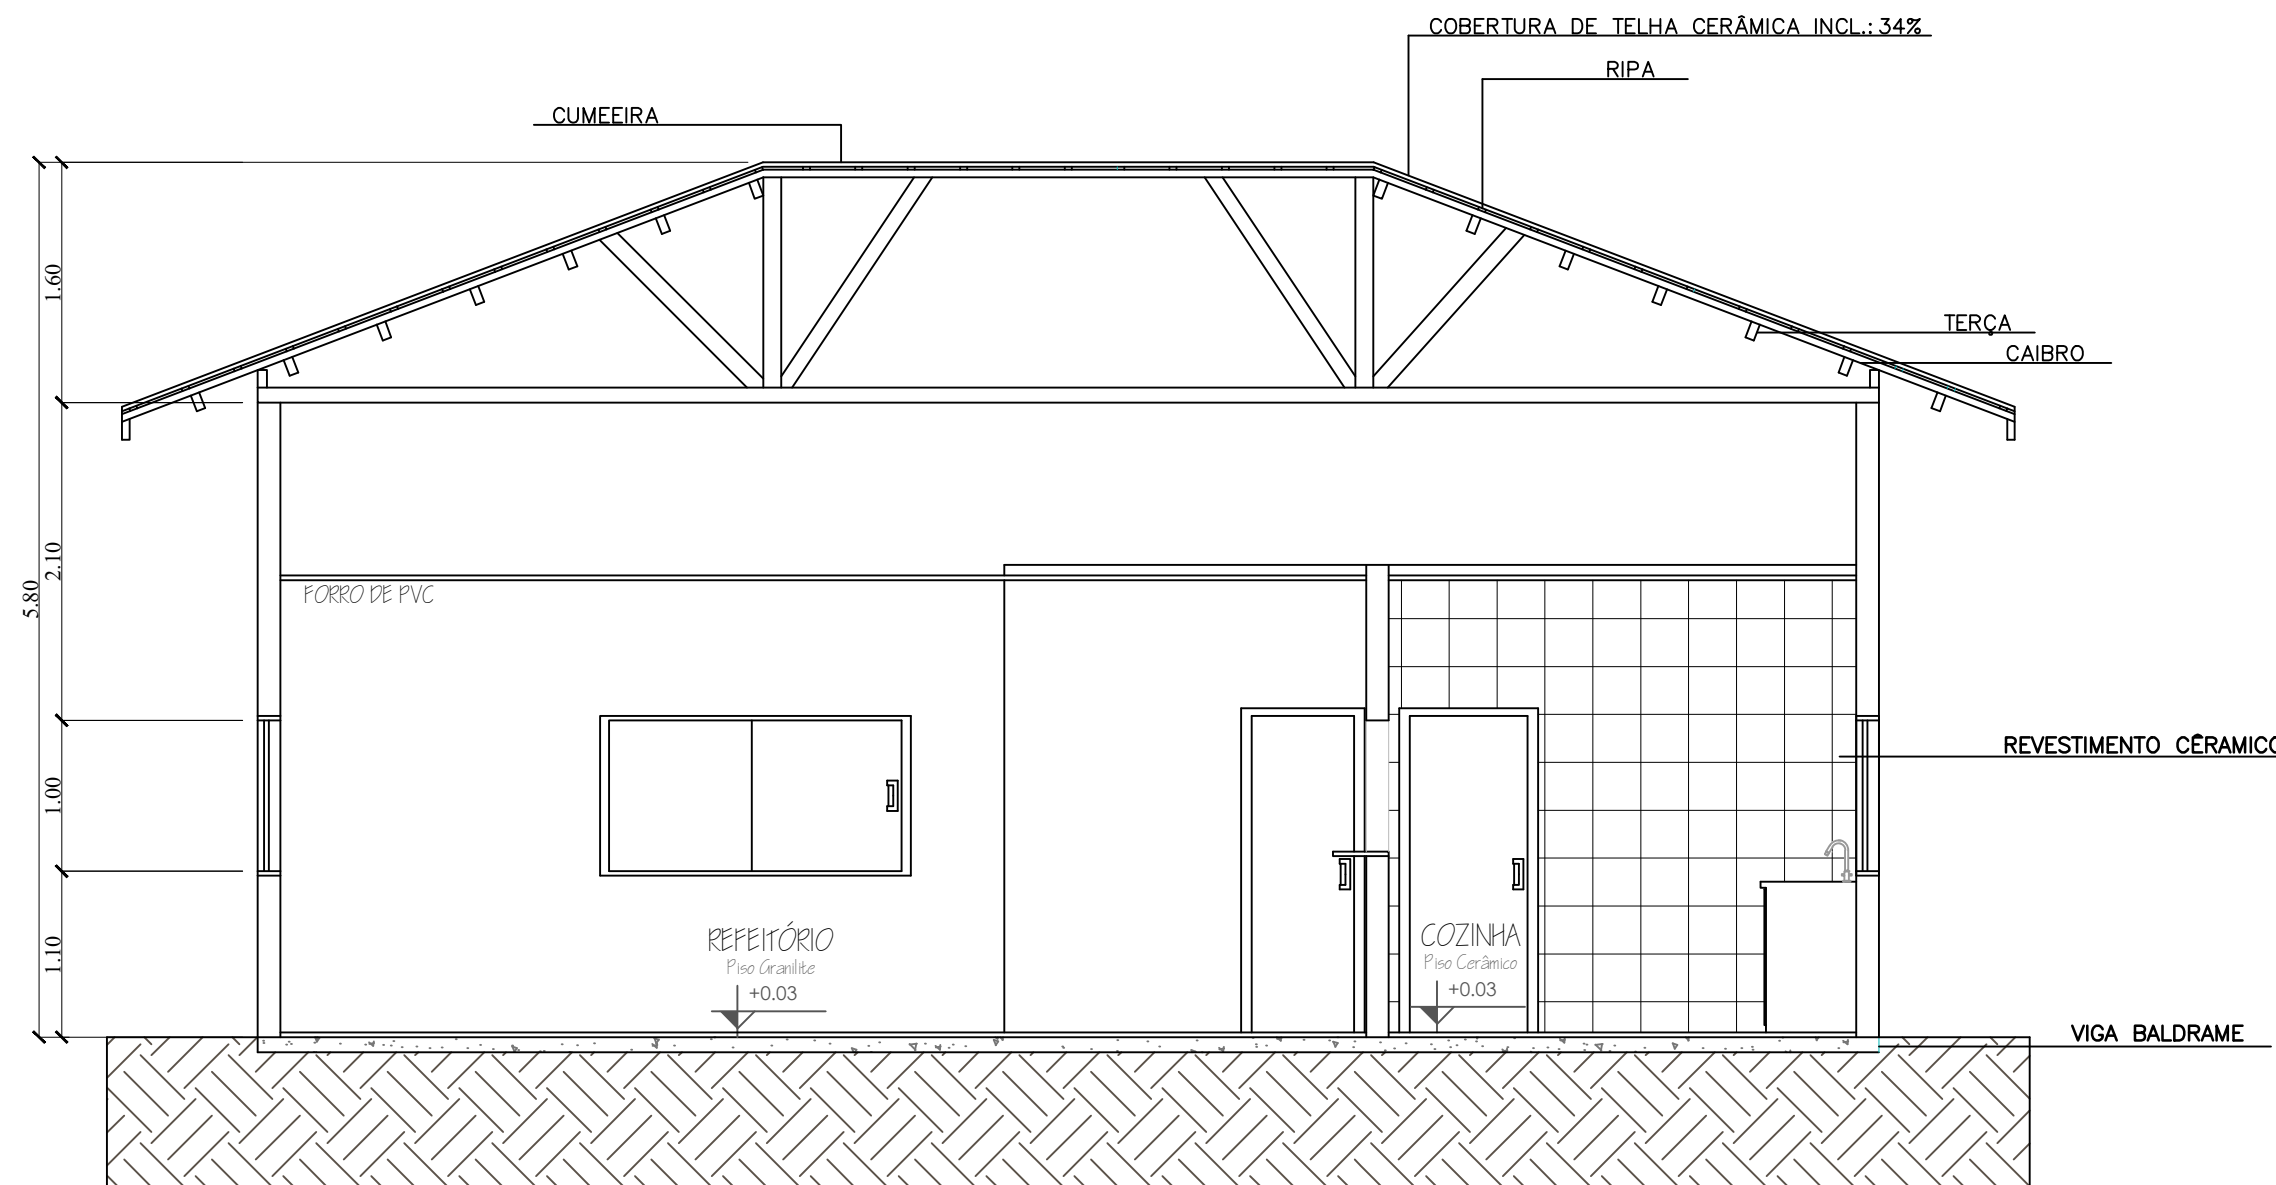 COBERTURA DE TELHA CERÂMICA INCL.: 34%
RIPA
CUMEEIRA
1.60
TERÇA
CAIBRO
2.10
5.80
FORRO DE PVC
REVESTIMENTO CÊRAMICO
1.00
1.10
REFEITÓRIO
Piso Granilite
+0.03
COZINHA
Piso Cerâmico
+0.03
VIGA BALDRAME